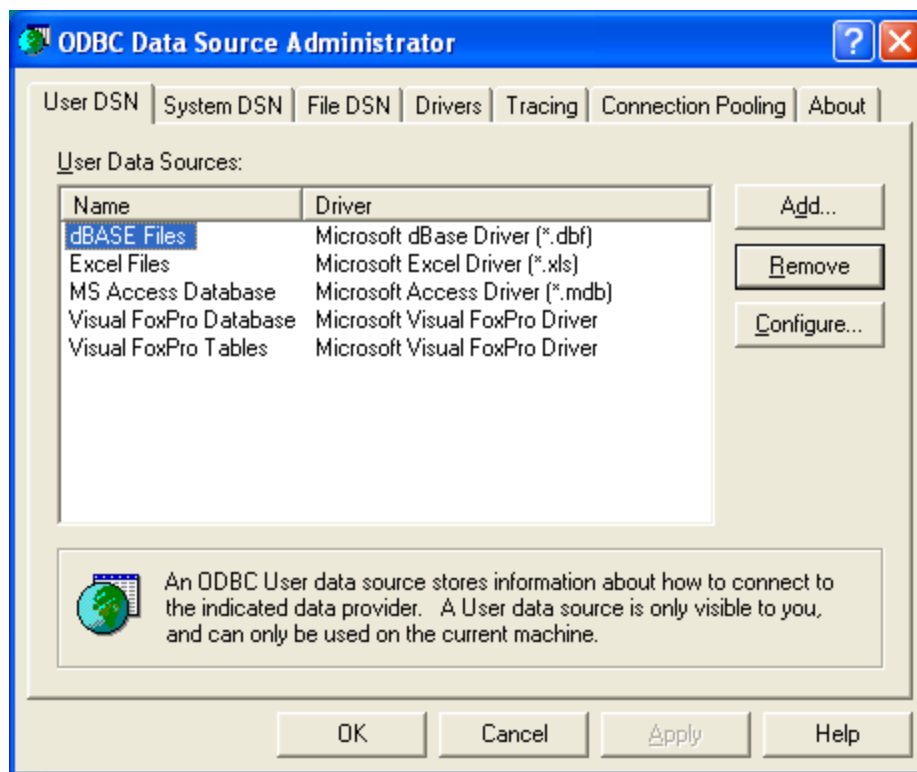 ODBC Data Source Administrator
User DSN System DSN File DSN Drivers Tracing Connection Pooling About
User Data Sources:
Name Driver
dBASE Files Microsoft dBase Driver (*.dbf)
Excel Files Microsoft Excel Driver (*.xls)
MS Access Database Microsoft Access Driver (*.mdb)
Visual FoxPro Database Microsoft Visual FoxPro Driver
Visual FoxPro Tables Microsoft Visual FoxPro Driver
Add...
Remove
Configure...
An ODBC User data source stores information about how to connect to
the indicated data provider. A User data source is only visible to you,
and can only be used on the current machine.
OK Cancel Apply Help